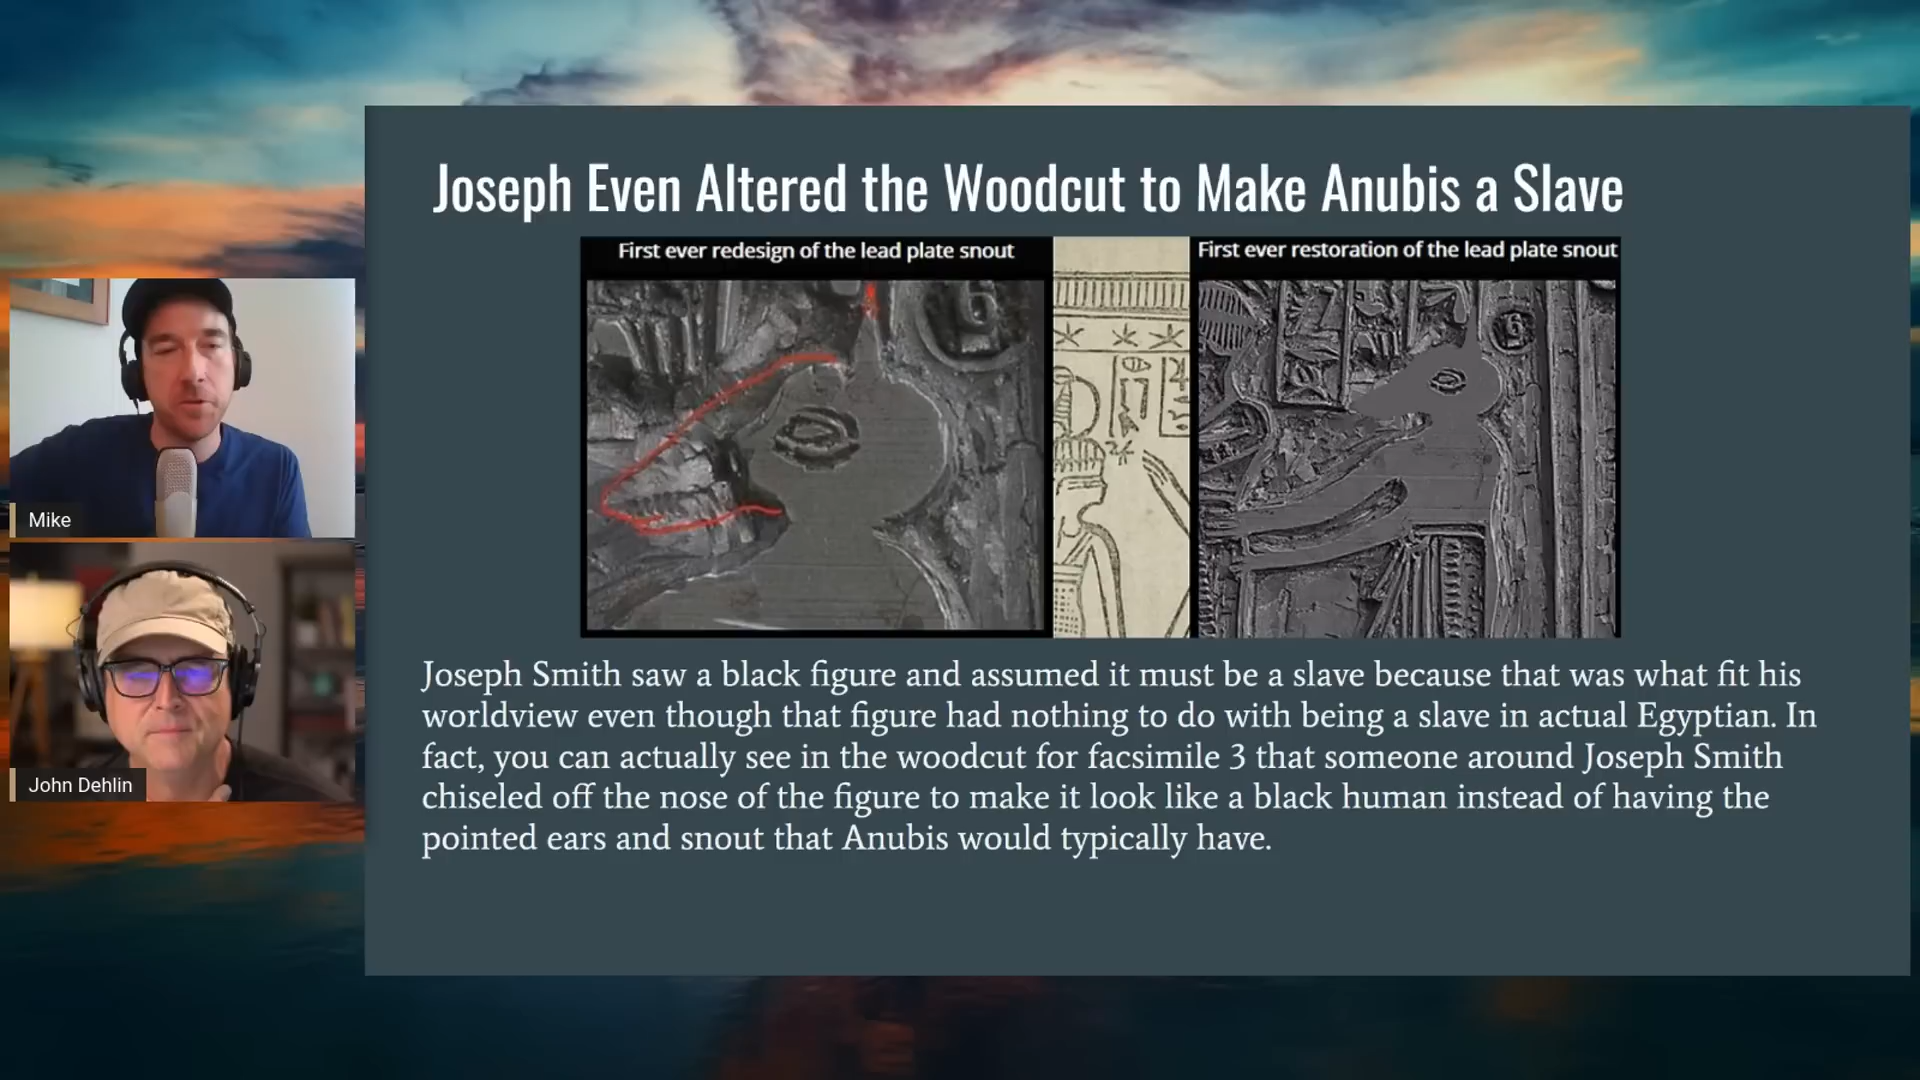 Joseph Even Altered the Woodcut to Make Anubis a Slave
First ever redesign of the lead plate snout
First ever restoration of the lead plate snout
6
6
Joseph Smith saw a black figure and assumed it must be a slave because that was what fit his
worldview even though that figure had nothing to do with being a slave in actual Egyptian. In
fact, you can actually see in the woodcut for facsimile 3 that someone around Joseph Smith
chiseled off the nose of the figure to make it look like a black human instead of having the
pointed ears and snout that Anubis would typically have.
Mike
John Dehlin